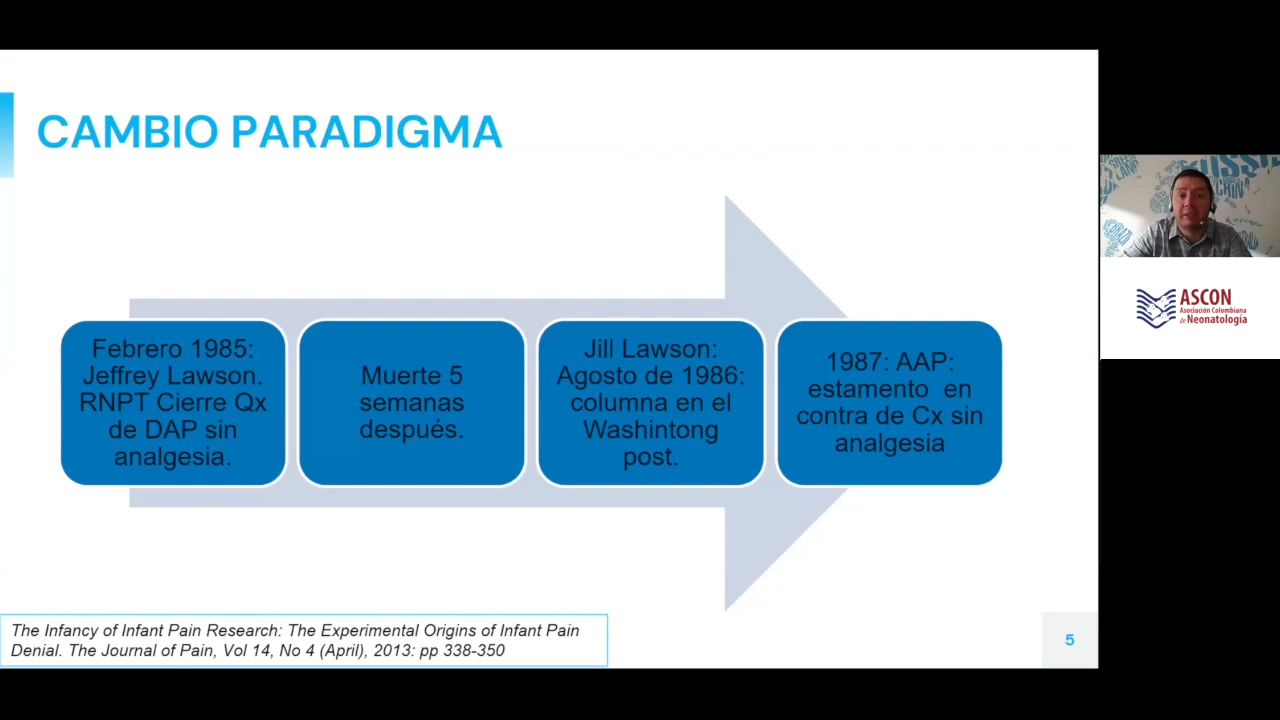 CAMBIO PARADIGMA
Febrero 1985:
Jeffrey Lawson.
RNPT Cierre Qx
de DAP sin
analgesia.
Muerte 5
semanas
después.
Jill Lawson:
Agosto de 1986:
columna en el
Washintong
post.
1987: AAP:
estamento en
contra de Cx sin
analgesia
The Infancy of Infant Pain Research: The Experimental Origins of Infant Pain
Denial. The Journal of Pain, Vol 14, No 4 (April), 2013: pp 338-350
5
CHINA
ASCON
Asociación Colombiana
de Neonatología